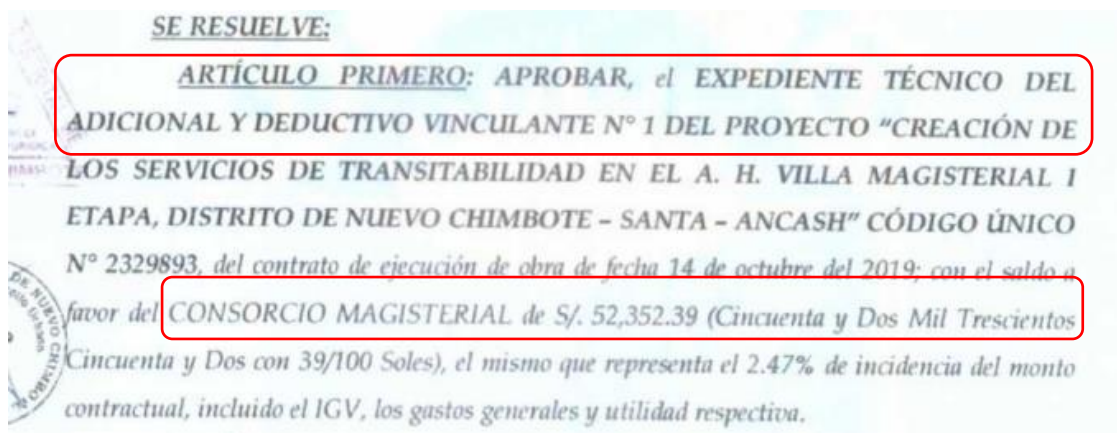 SE RESUELVE:
ARTÍCULO PRIMERO: APROBAR, el EXPEDIENTE TÉCNICO DEL
ADICIONAL Y DEDUCTIVO VINCULANTE N° 1 DEL PROYECTO "CREACIÓN DE
LOS SERVICIOS DE TRANSITABILIDAD EN EL A. H. VILLA MAGISTERIAL I
ETAPA, DISTRITO DE NUEVO CHIMBOTE – SANTA – ANCASH" CÓDIGO ÚNICO
N° 2329893, del contrato de ejecución de obra de fecha 14 de octubre del 2019; con el saldo a
favor del CONSORCIO MAGISTERIAL de S/. 52,352.39 (Cincuenta y Dos Mil Trescientos
Cincuenta y Dos con 39/100 Soles), el mismo que representa el 2.47% de incidencia del monto
contractual, incluido el IGV, los gastos generales y utilidad respectiva.
DE NUEVO CHIMBO